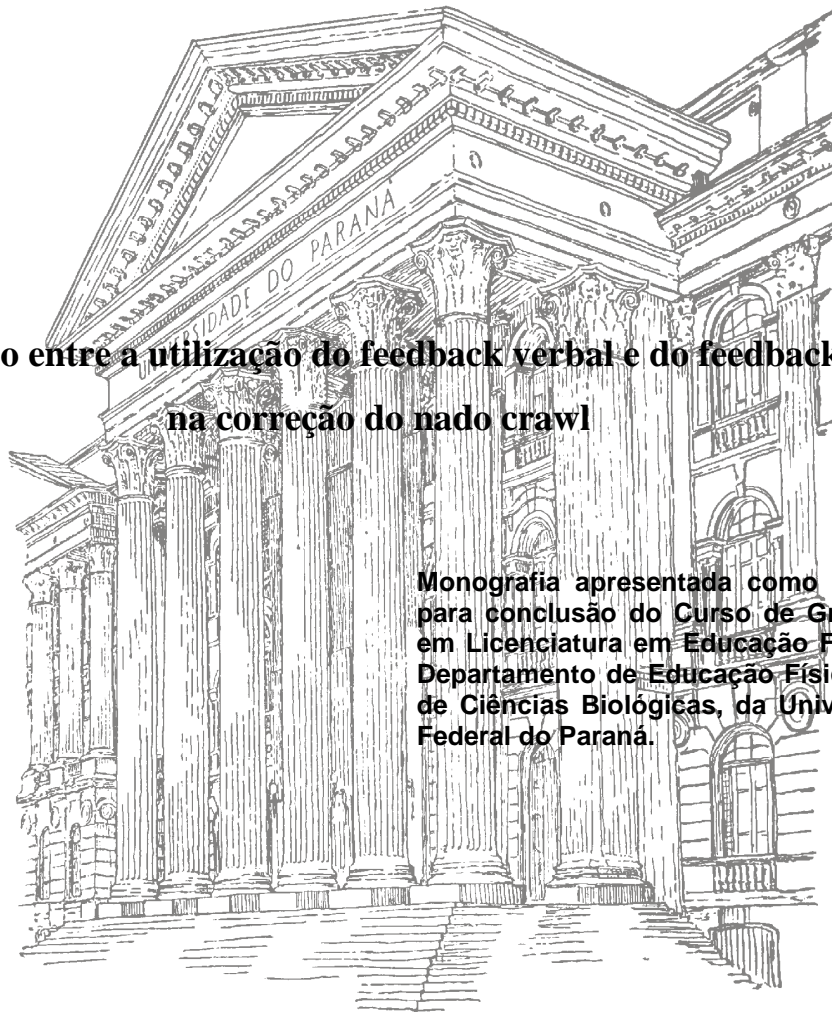 RSIDADE DO PARANÁ
o entre a utilização do feedback verbal e do feedback
na correção do nado crawl
Monografia apresentada como
para conclusão do Curso de Gr
em Licenciatura em Educação F
Departamento de Educação Físic
de Ciências Biológicas, da Univ
Federal do Paraná.